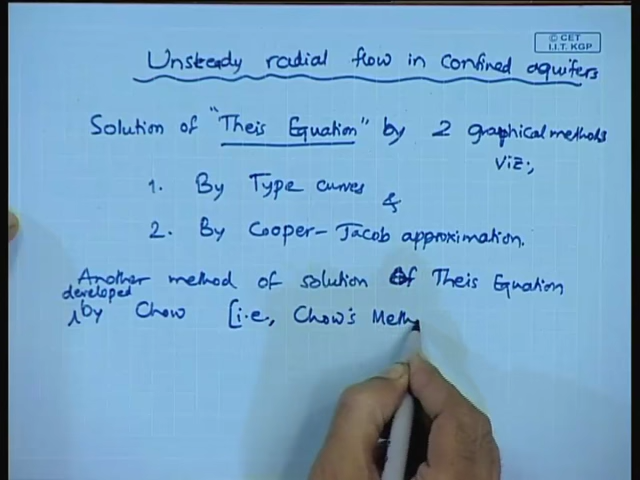 © CET
I.I.T. KGP
Unsteady radial flow in confined aquifers
Solution of "Theis Equation" by 2 graphical methods
viz;,
1. By Type curves &
2. By Cooper-Jacob approximation.
Another method of solution of Theis Equation
developed
by Chow [i.e, Chow's Meth